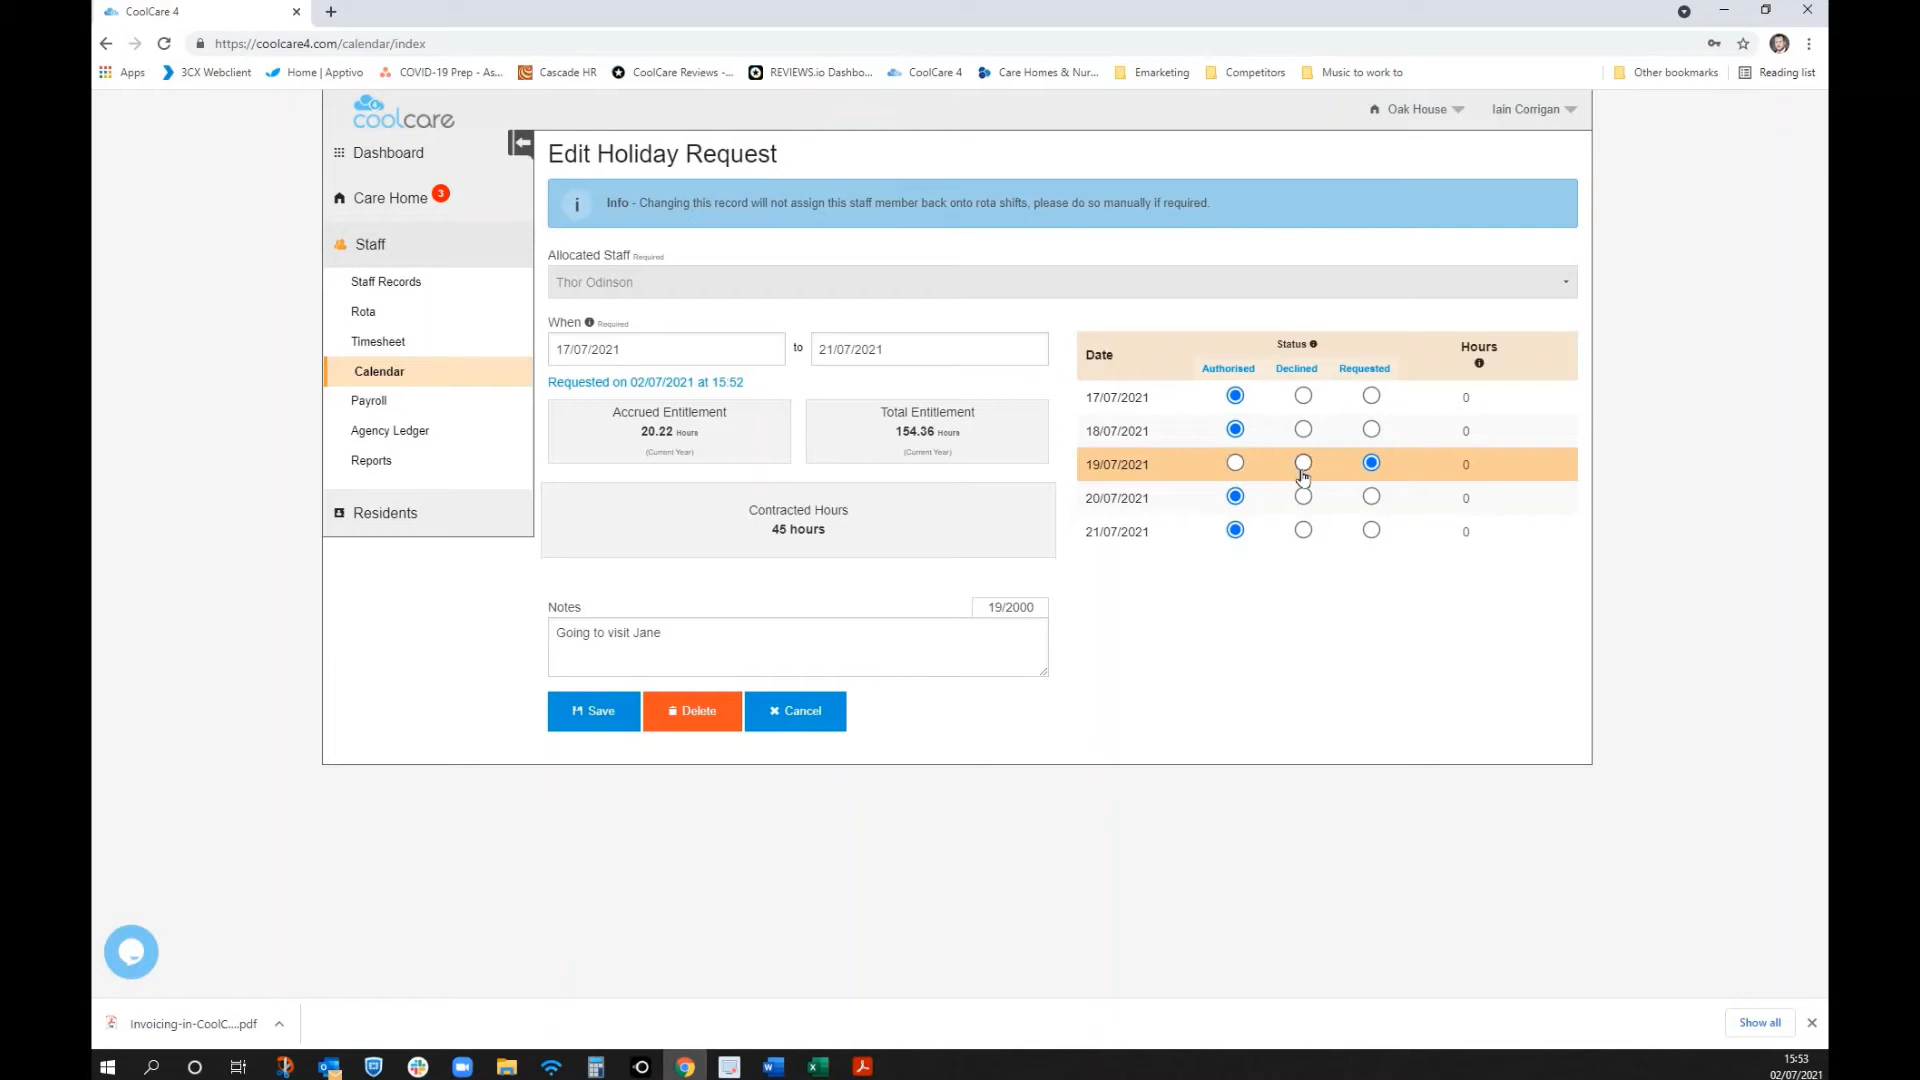 CoolCare 4
https://coolcare4.com/calendar/index
Apps
3CX Webclient
Home | Apptivo
COVID-19 Prep - As...
Cascade HR
CoolCare Reviews -...
REVIEWS.io Dashbo...
CoolCare 4
Care Homes & Nur...
Emarketing
Competitors
Music to work to
Other bookmarks
Reading list
coolcare
Oak House
Iain Corrigan
Dashboard
Care Home 3
Staff
Staff Records
Rota
Timesheet
Calendar
Payroll
Agency Ledger
Reports
Residents
Edit Holiday Request
i Info - Changing this record will not assign this staff member back onto rota shifts, please do so manually if required.
Allocated Staff Required
Thor Odinson
When Required
17/07/2021 to 21/07/2021
Requested on 02/07/2021 at 15:52
Accrued Entitlement
20.22 Hours
(Current Year)
Total Entitlement
154.36 Hours
(Current Year)
Contracted Hours
45 hours
Date Status Hours
Authorised Declined Requested
17/07/2021 0
18/07/2021 0
19/07/2021 0
20/07/2021 0
21/07/2021 0
Notes 19/2000
Going to visit Jane
Save Delete Cancel
Invoicing-in-CoolC....pdf
Show all
15:53
02/07/2021